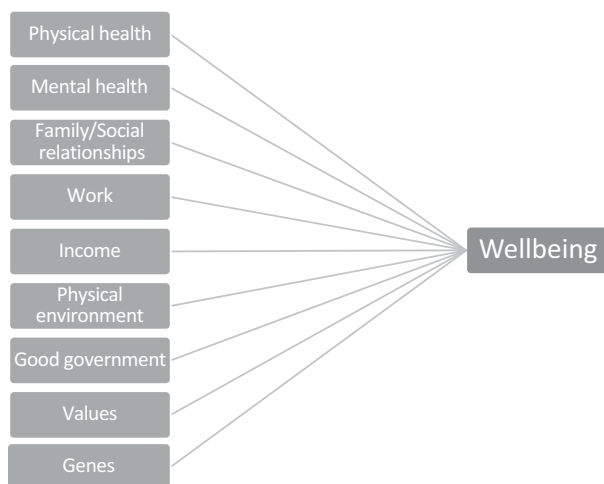 Physical health
Mental health
Family/Social
relationships
Work
Income
Physical
environment
Good government
Values
Genes
Wellbeing